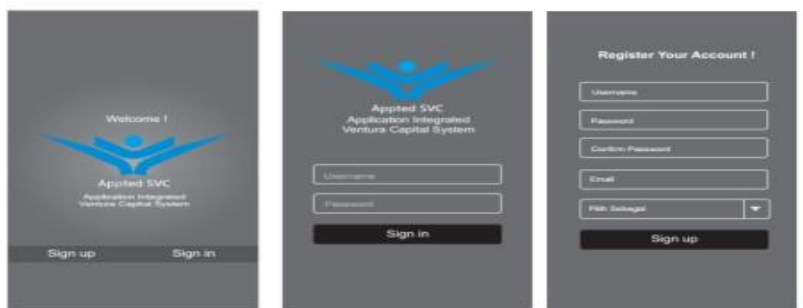 Welcome !
Appted SVC
Application Integrated
Ventura Capital System
Sign up
Sign in
Appted SVC
Application Integrated
Ventura Capital System
Username
Password
Sign in
Register Your Account !
Username
Password
Confirm Password
Email
Pilih Sebagai
Sign up